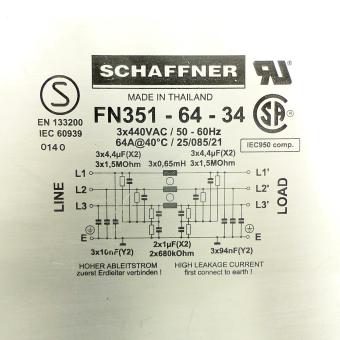 SCHAFFNER
S
EN 133200
IEC 60939
0140
MADE IN THAILAND
FN351 - 64 - 34
3x440VAC / 50 - 60Hz
64A@40°C / 25/085/21
SA
IEC950 comp.
3x4,4µF(X2)
3x1,5MOhm
3x0,65mH
3x4,4µF(X2)
3x1,5MOhm
LINE
L1
L2
L3
E
L1'
L2'
L3'
E
LOAD
3x10nF(Y2)
2x1µF(X2)
2x680kOhm
3x94nF(Y2)
HOHER ABLEITSTROM
zuerst Erdleiter verbinden !
HIGH LEAKAGE CURRENT
first connect to earth !